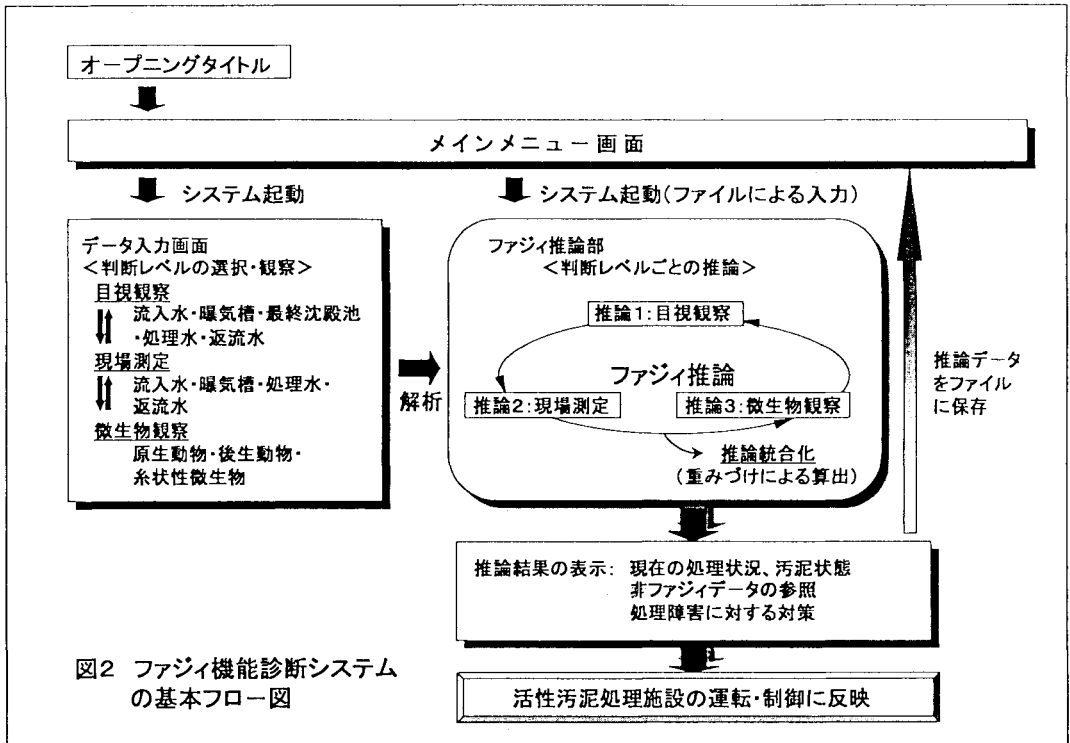 オープニングタイトル
メインメニュー画面
システム起動
システム起動(ファイルによる入力)
データ入力画面
<判断レベルの選択・観察>
目視観察
流入水・曝気槽・最終沈殿池
・処理水・返流水
現場測定
流入水・曝気槽・処理水・
返流水
微生物観察
原生動物・後生動物・
糸状性微生物
解析
ファジィ推論部
<判断レベルごとの推論>
推論1:目視観察
ファジィ推論
推論2:現場測定
推論3:微生物観察
推論統合化
(重みづけによる算出)
推論データ
をファイル
に保存
推論結果の表示: 現在の処理状況、汚泥状態
非ファジィデータの参照
処理障害に対する対策
図2 ファジィ機能診断システム
の基本フロー図
活性汚泥処理施設の運転・制御に反映